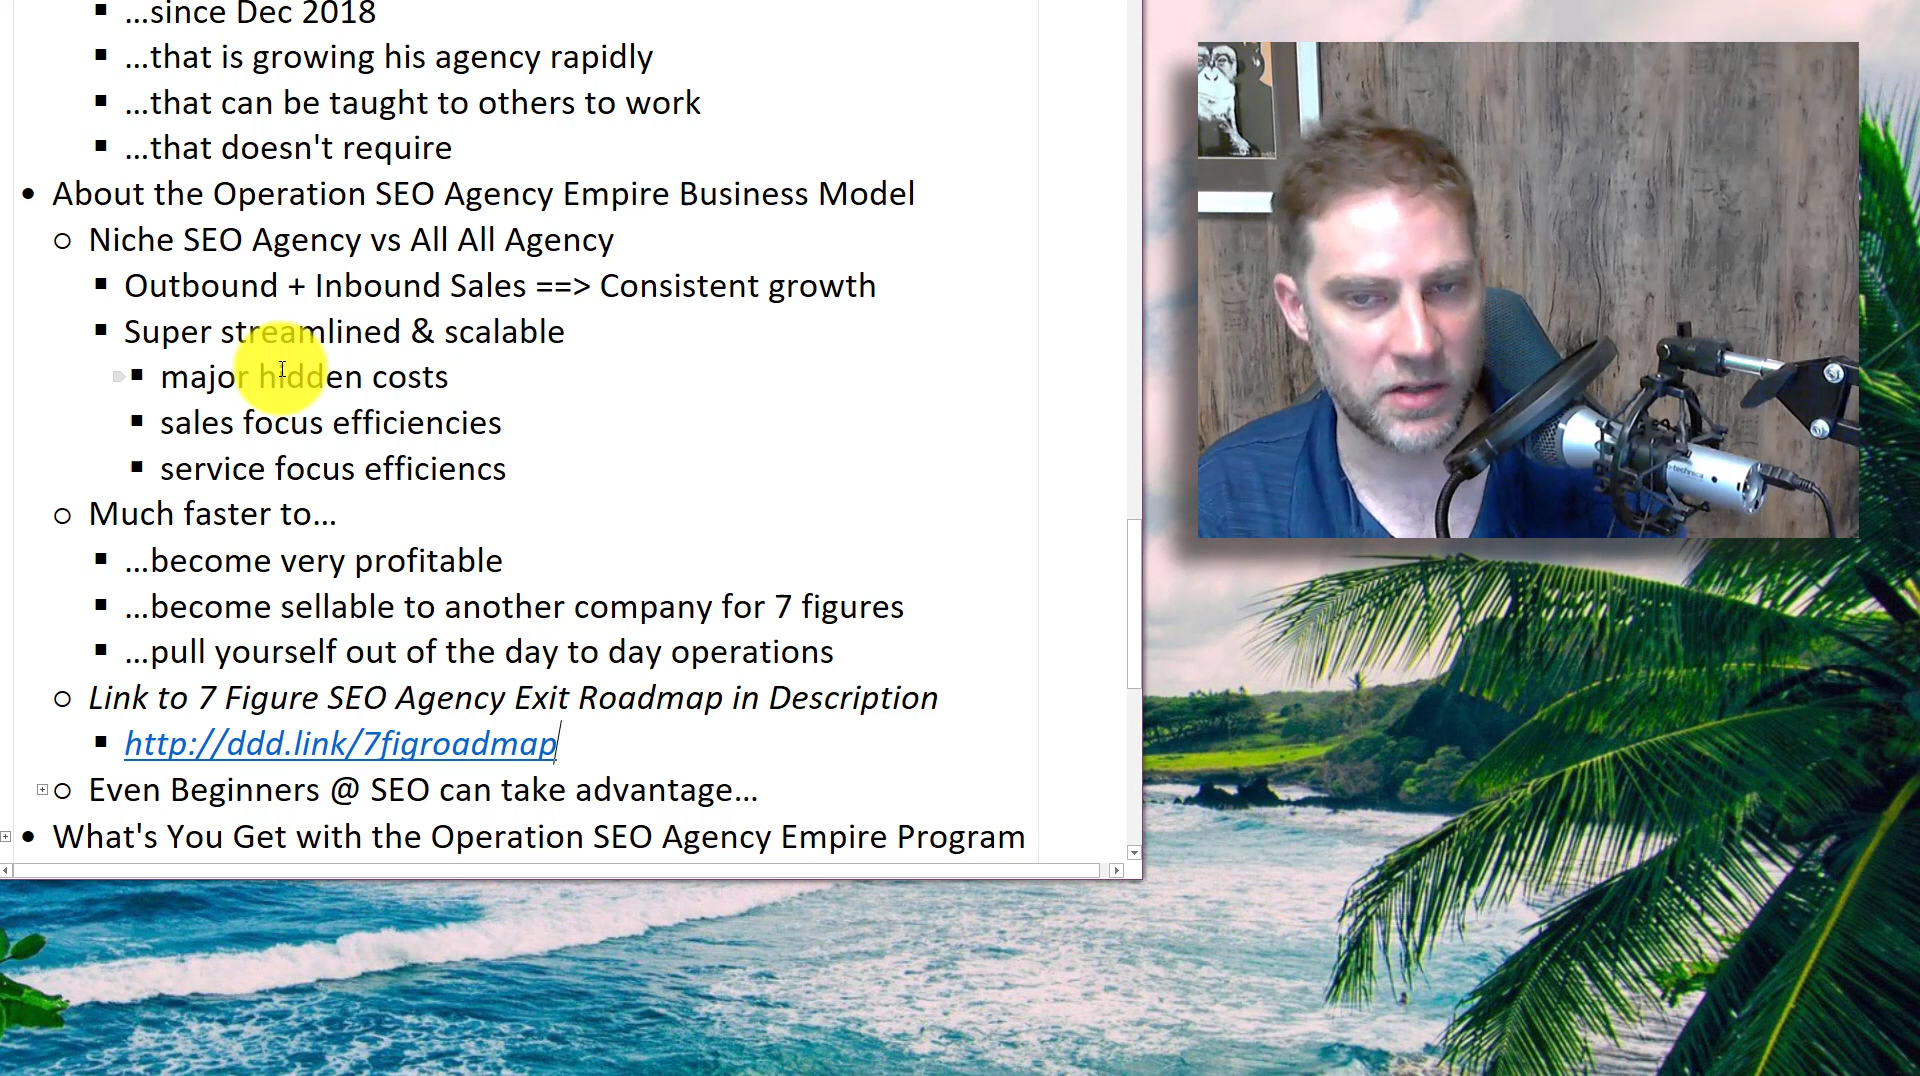 ...since Dec 2018
...that is growing his agency rapidly
...that can be taught to others to work
...that doesn't require
About the Operation SEO Agency Empire Business Model
Niche SEO Agency vs All All Agency
Outbound + Inbound Sales ==> Consistent growth
Super streamlined & scalable
major hidden costs
sales focus efficiencies
service focus efficiencs
Much faster to...
...become very profitable
...become sellable to another company for 7 figures
...pull yourself out of the day to day operations
Link to 7 Figure SEO Agency Exit Roadmap in Description
http://ddd.link/7figroadmap
Even Beginners @ SEO can take advantage...
What's You Get with the Operation SEO Agency Empire Program